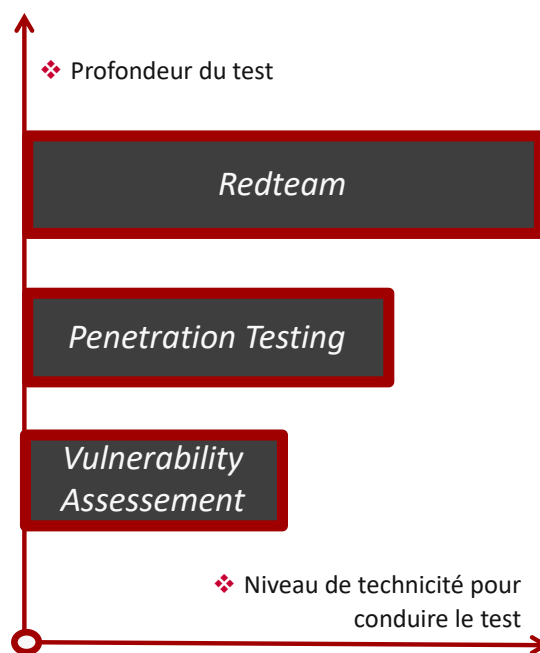 ❖ Profondeur du test
Redteam
Penetration Testing
Vulnerability
Assessement
❖ Niveau de technicité pour
conduire le test